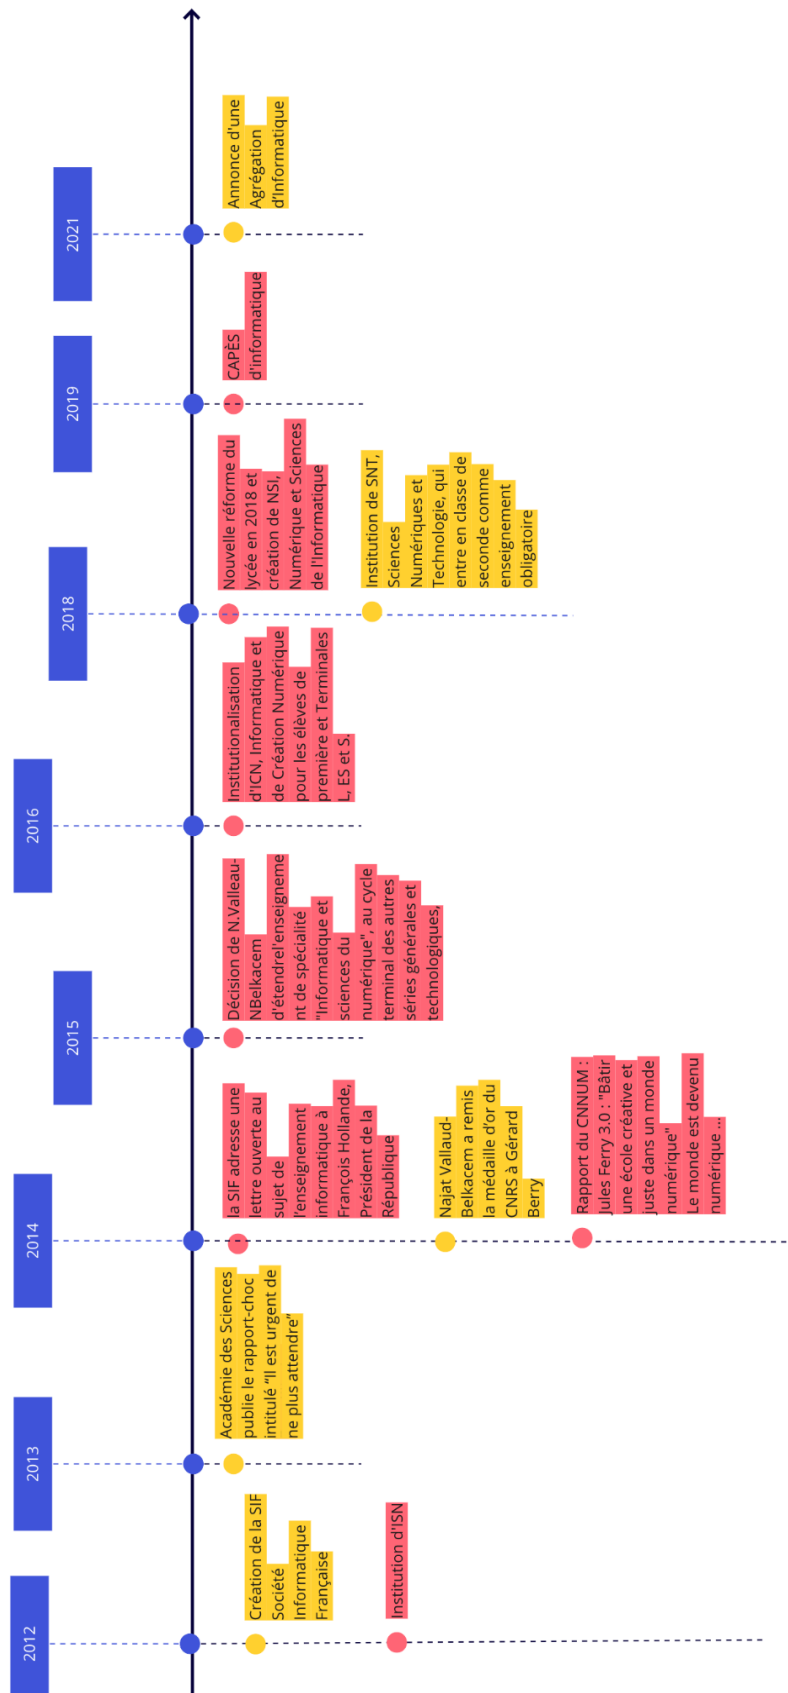 2012
Création de la SIF
Société
Informatique
Française
Institution d'ISN
2013
Académie des Sciences
publie le rapport-choc
intitulé “Il est urgent de
ne plus attendre”
2014
la SIF adresse une
lettre ouverte au
sujet de
l'enseignement
informatique à
François Hollande,
Président de la
République
Najat Vallaud-
Belkacem a remis
la médaille d’or du
CNRS à Gérard
Berry
Rapport du CNNUM :
Jules Ferry 3.0 : "Bâtir
une école créative et
juste dans un monde
numérique"
Le monde est devenu
numérique ...
2015
Décision de N.Valleau-
NBelkacem
d'étendrel'enseigneme
nt de spécialité
"Informatique et
sciences du
numérique", au cycle
terminal des autres
séries générales et
technologiques,
2016
Institutionalisation
d'ICN, Informatique et
de Création Numérique
pour les élèves de
première et Terminales
L, ES et S.
2018
Nouvelle réforme du
lycée en 2018 et
création de NSI,
Numérique et Sciences
de l'Informatique
Institution de SNT,
Sciences
Numériques et
Technologie, qui
entre en classe de
seconde comme
enseignement
obligatoire
2019
CAPÈS
d'informatique
2021
Annonce d'une
Agrégation
d’Informatique